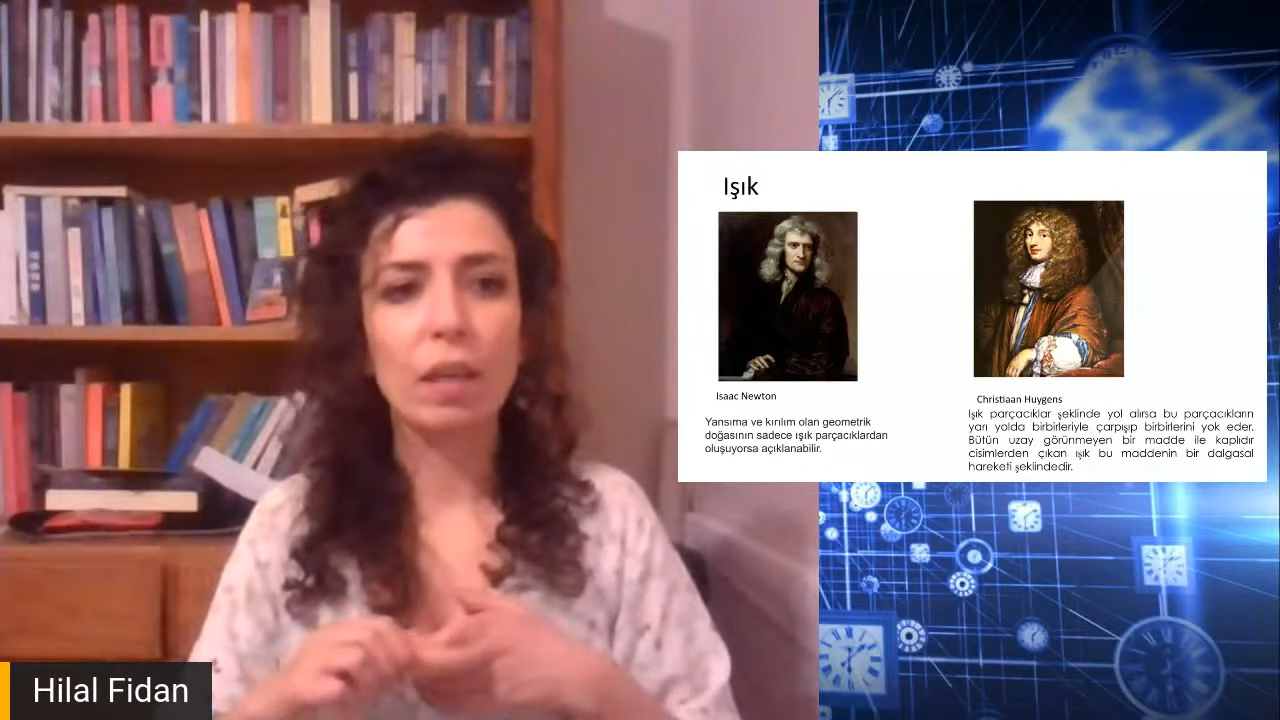 Işık
Isaac Newton
Yansıma ve kırılım olan geometrik
doğasının sadece ışık parçacıklardan
oluşuyorsa açıklanabilir.
Christiaan Huygens
Işık parçacıklar şeklinde yol alırsa bu parçacıkların
yarı yolda birbirleriyle çarpışıp birbirlerini yok eder.
Bütün uzay görünmeyen bir madde ile kaplıdır
cisimlerden çıkan ışık bu maddenin bir dalgasal
hareketi şeklindedir.
Hilal Fidan